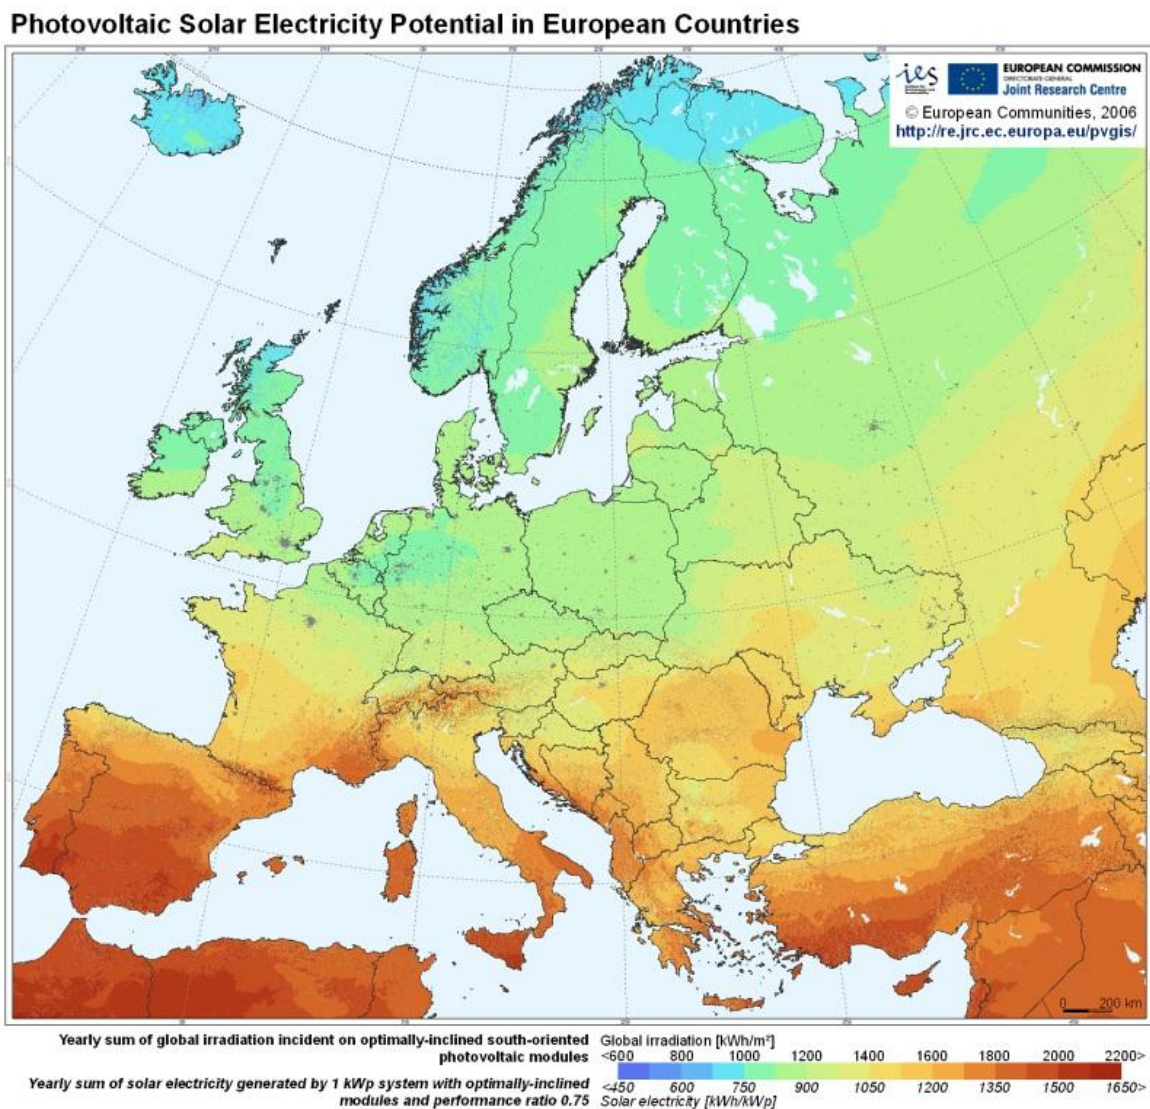 Photovoltaic Solar Electricity Potential in European Countries
ies
EUROPEAN COMMISSION
DIRECTORATE-GENERAL
Joint Research Centre
© European Communities, 2006
http://re.jrc.ec.europa.eu/pvgis/
0 200 km
Yearly sum of global irradiation incident on optimally-inclined south-oriented
photovoltaic modules
Global irradiation [kWh/m²]
<600 800 1000 1200 1400 1600 1800 2000 2200>
Yearly sum of solar electricity generated by 1 kWp system with optimally-inclined
modules and performance ratio 0.75
<450 600 750 900 1050 1200 1350 1500 1650>
Solar electricity [kWh/kWp]